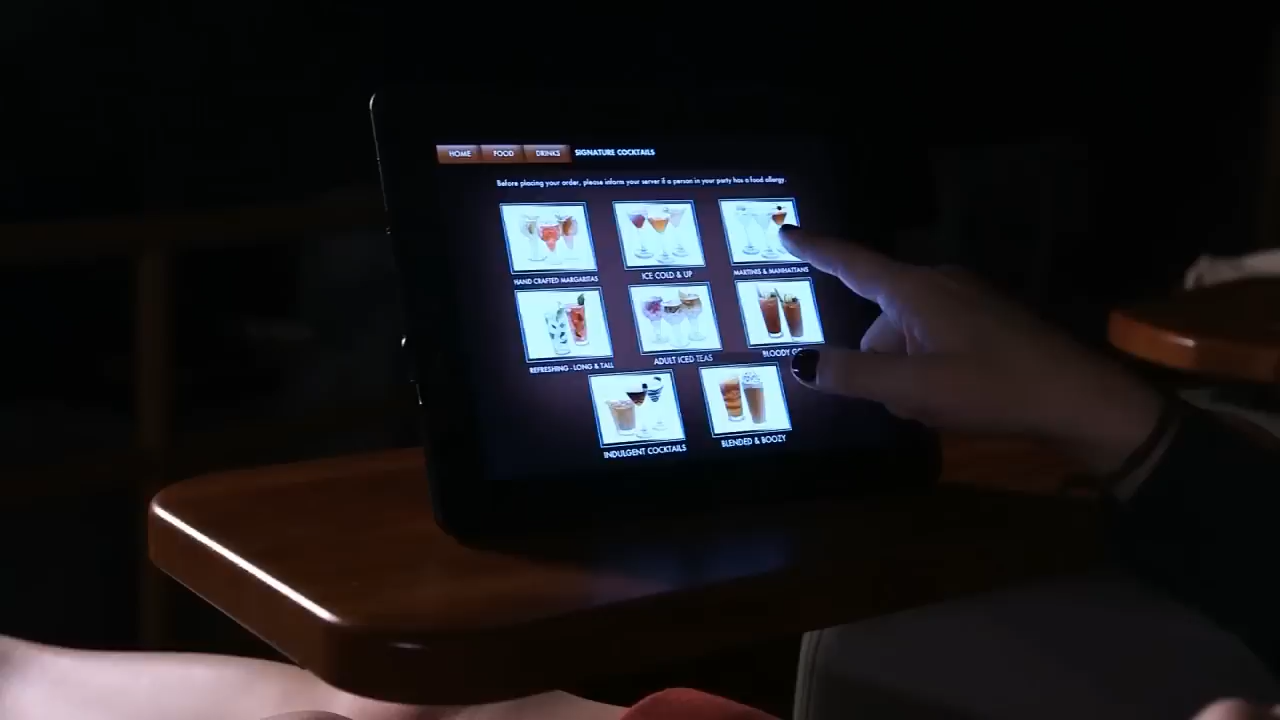 HOME FOOD DRINKS SIGNATURE COCKTAILS
Before placing your order, please inform your server if a person in your party has a food allergy.
HAND CRAFTED MARGARITAS
ICE COLD & UP
MARTINIS & MANHATTANS
REFRESHING - LONG & TALL
ADULT ICED TEAS
BLOODY
INDULGENT COCKTAILS
BLENDED & BOOZY